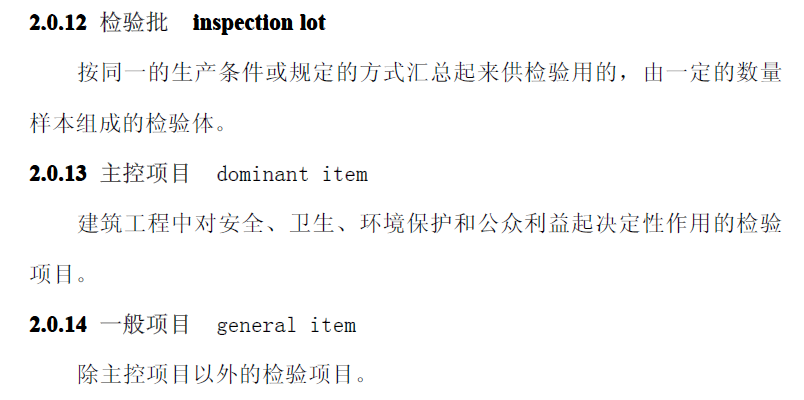 2.0.12 检验批 inspection lot
按同一的生产条件或规定的方式汇总起来供检验用的，由一定的数量
样本组成的检验体。
2.0.13 主控项目 dominant item
建筑工程中对安全、卫生、环境保护和公众利益起决定性作用的检验
项目。
2.0.14 一般项目 general item
除主控项目以外的检验项目。